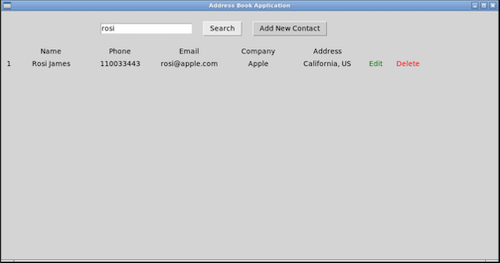 Address Book Application
rosi Search Add New Contact
Name Phone Email Company Address
1 Rosi James 110033443 rosi@apple.com Apple California, US Edit Delete